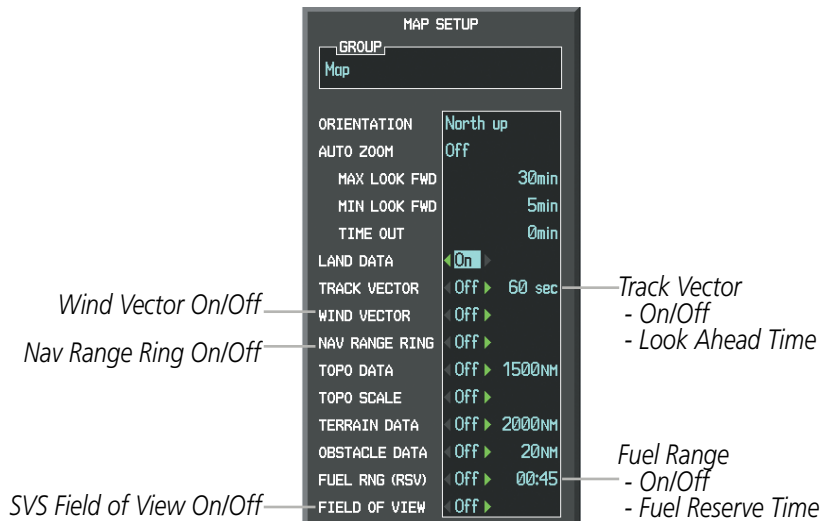 MAP SETUP
GROUP
Map
ORIENTATION North up
AUTO ZOOM Off
MAX LOOK FWD 30min
MIN LOOK FWD 5min
TIME OUT 0min
LAND DATA On
TRACK VECTOR Off 60 sec
WIND VECTOR Off
NAV RANGE RING Off
TOPO DATA Off 1500NM
TOPO SCALE Off
TERRAIN DATA Off 2000NM
OBSTACLE DATA Off 20NM
FUEL RNG (RSV) Off 00:45
FIELD OF VIEW Off
Wind Vector On/Off
Nav Range Ring On/Off
SVS Field of View On/Off
Track Vector
- On/Off
- Look Ahead Time
Fuel Range
- On/Off
- Fuel Reserve Time